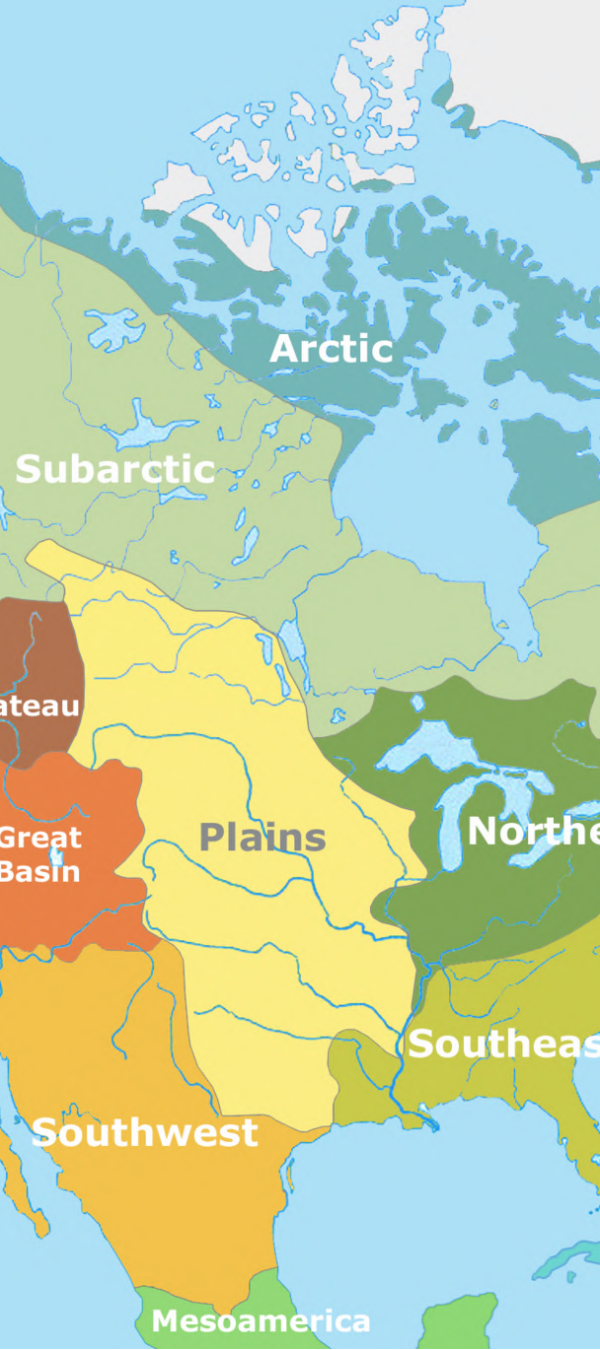 Arctic
Subarctic
ateau
Plains
Northe
Great
Basin
Southeas
Southwest
Mesoamerica